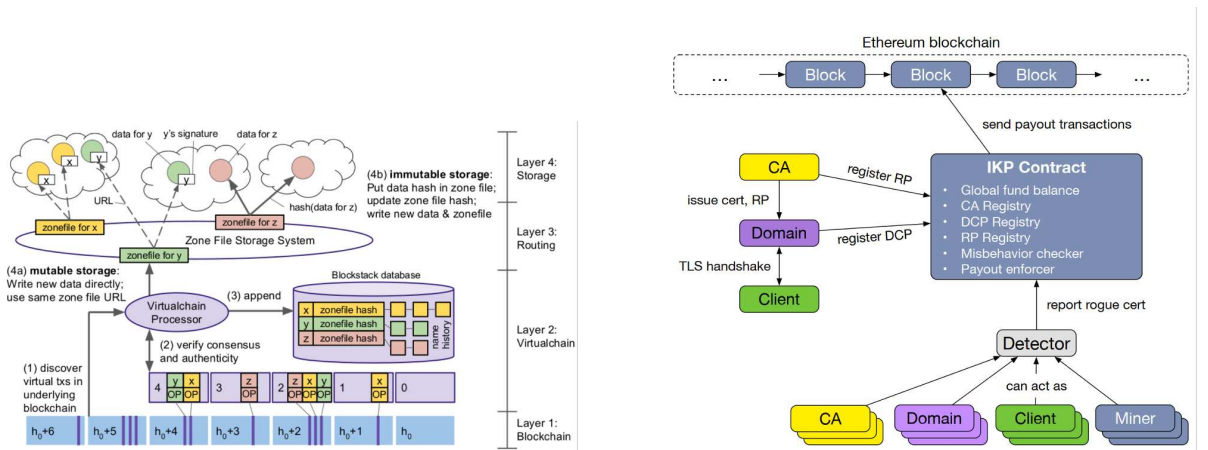 data for y
y's signature
data for z
x
x
y
y
URL
(4b) immutable storage:
Put data hash in zone file;
update zone file hash;
write new data & zonefile
hash(data for z)
Layer 4:
Storage
zonefile for x
zonefile for z
Zone File Storage System
zonefile for y
Layer 3:
Routing
(4a) mutable storage:
Write new data directly;
use same zone file URL
Virtualchain
Processor
(3) append
Blockstack database
x zonefile hash
y zonefile hash
z zonefile hash
name
history
Layer 2:
Virtualchain
(2) verify consensus
and authenticity
(1) discover
virtual txs in
underlying
blockchain
4 y x 3 z 2 z x y 1 x 0
OP OP OP OP OP OP OP
h0+6 h0+5 h0+4 h0+3 h0+2 h0+1 h0
Layer 1:
Blockchain
Ethereum blockchain
... Block Block Block ...
send payout transactions
CA
register RP
issue cert, RP
Domain
register DCP
TLS handshake
Client
IKP Contract
• Global fund balance
• CA Registry
• DCP Registry
• RP Registry
• Misbehavior checker
• Payout enforcer
report rogue cert
Detector
can act as
CA Domain Client Miner